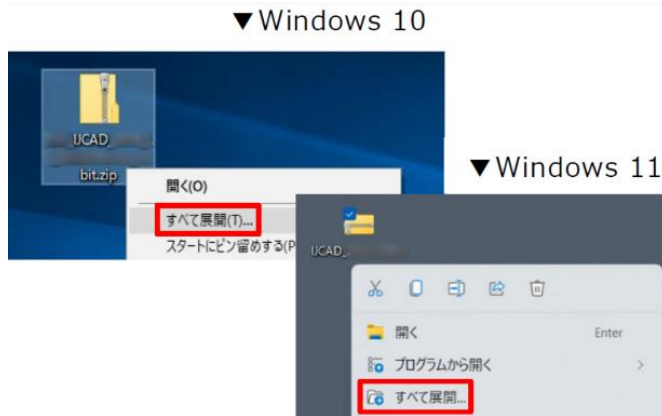 ▼Windows 10
IJCAD_
bit.zip
開く(O)
すべて展開(T)...
スタートにピン留めする(P
▼Windows 11
IJCAD_
開く Enter
プログラムから開く
すべて展開...